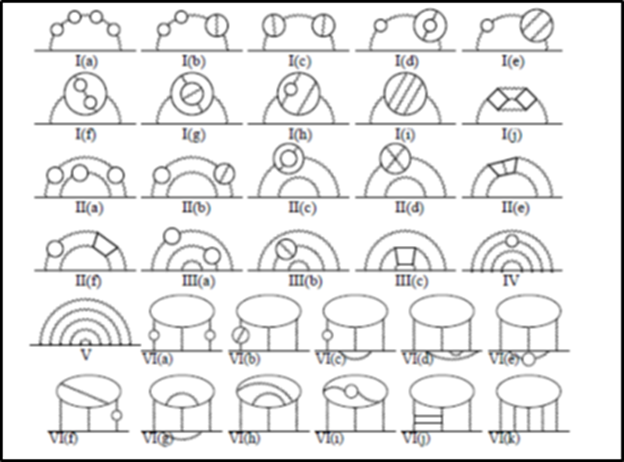 I(a) I(b) I(c) I(d) I(e)
I(f) I(g) I(h) I(i) I(j)
II(a) II(b) II(c) II(d) II(e)
II(f) III(a) III(b) III(c) IV
V VI(a) VI(b) VI(c) VI(d) VI(e)
VI(f) VI(g) VI(h) VI(i) VI(j) VI(k)